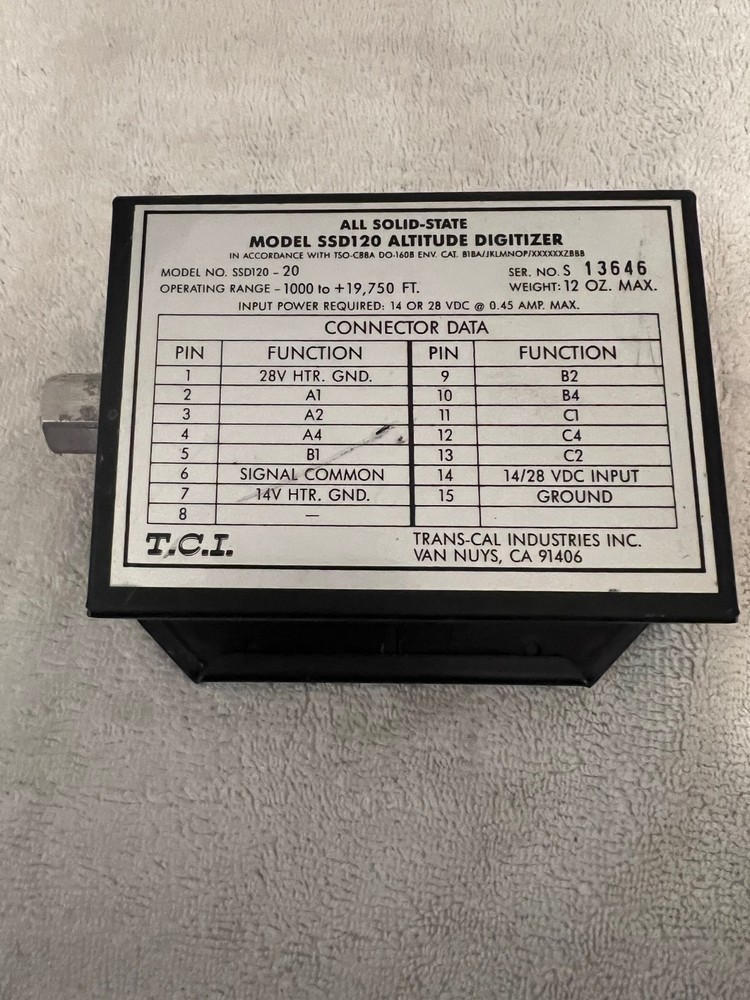 ALL SOLID-STATE
MODEL SSD120 ALTITUDE DIGITIZER
IN ACCORDANCE WITH TSO-C88A DO-160B ENV. CAT. B1BA/JKLMNOP/XXXXXXZBBB
MODEL NO. SSD120 - 20 SER. NO. S 13646
OPERATING RANGE -1000 to +19,750 FT. WEIGHT: 12 OZ. MAX.
INPUT POWER REQUIRED: 14 OR 28 VDC @ 0.45 AMP. MAX.
CONNECTOR DATA
PIN FUNCTION PIN FUNCTION
1 28V HTR. GND. 9 B2
2 A1 10 B4
3 A2 11 C1
4 A4 12 C4
5 B1 13 C2
6 SIGNAL COMMON 14 14/28 VDC INPUT
7 14V HTR. GND. 15 GROUND
8 —
T.C.I. TRANS-CAL INDUSTRIES INC.
VAN NUYS, CA 91406